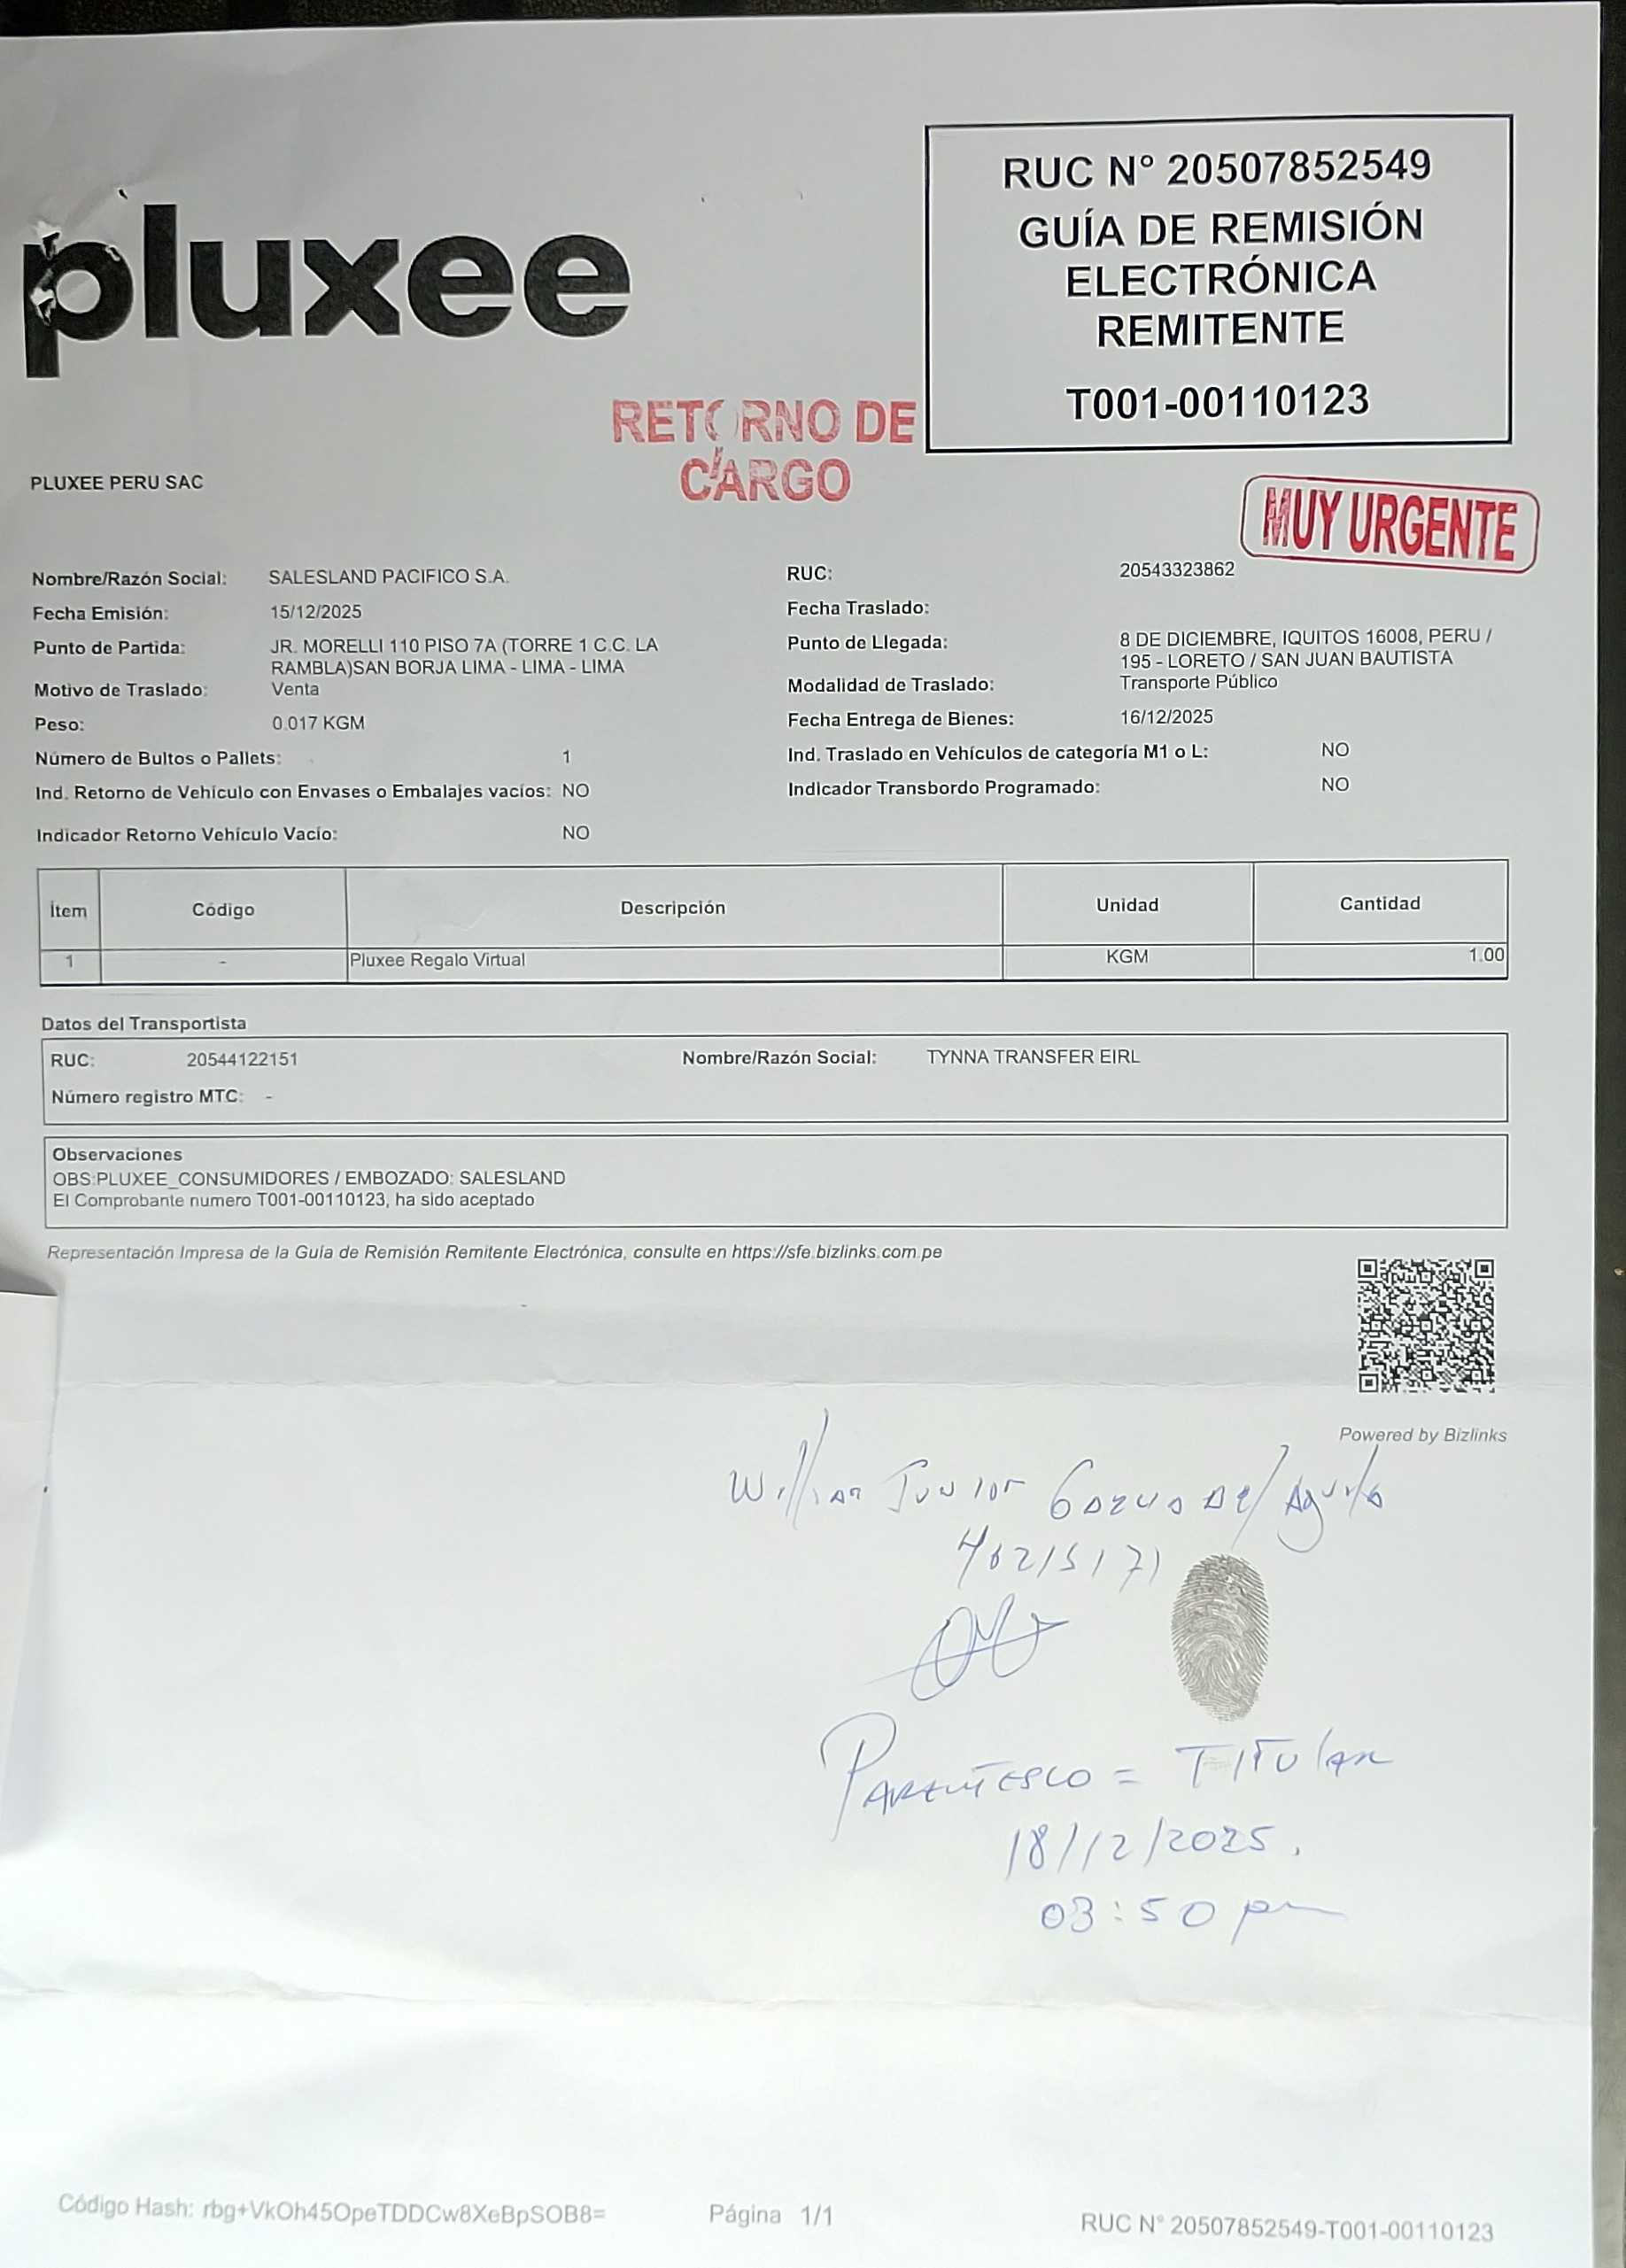 pluxee
RUC N° 20507852549
GUÍA DE REMISIÓN
ELECTRÓNICA
REMITENTE
T001-00110123
RETORNO DE
CARGO
MUY URGENTE
PLUXEE PERU SAC
Nombre/Razón Social: SALESLAND PACIFICO S.A.
RUC: 20543323862
Fecha Emisión: 15/12/2025
Fecha Traslado:
Punto de Partida: JR. MORELLI 110 PISO 7A (TORRE 1 C.C. LA
RAMBLA)SAN BORJA LIMA - LIMA - LIMA
Punto de Llegada: 8 DE DICIEMBRE, IQUITOS 16008, PERU /
195 - LORETO / SAN JUAN BAUTISTA
Motivo de Traslado: Venta
Modalidad de Traslado: Transporte Público
Peso: 0.017 KGM
Fecha Entrega de Bienes: 16/12/2025
Número de Bultos o Pallets: 1
Ind. Traslado en Vehículos de categoría M1 o L: NO
Ind. Retorno de Vehículo con Envases o Embalajes vacíos: NO
Indicador Transbordo Programado: NO
Indicador Retorno Vehículo Vacío: NO
Ítem Código Descripción Unidad Cantidad
1 - Pluxee Regalo Virtual KGM 1.00
Datos del Transportista
RUC: 20544122151 Nombre/Razón Social: TYNNA TRANSFER EIRL
Número registro MTC: -
Observaciones
OBS:PLUXEE_CONSUMIDORES / EMBOZADO: SALESLAND
El Comprobante numero T001-00110123, ha sido aceptado
Representación Impresa de la Guía de Remisión Remitente Electrónica, consulte en https://sfe.bizlinks.com.pe
Powered by Bizlinks
Junior del Aguila
PARENTESCO = TITULAR
18/12/2025.
03:50 pm
Código Hash: rbg+VkOh45OpeTDDCw8XeBpSOB8=
Página 1/1
RUC N° 20507852549-T001-00110123